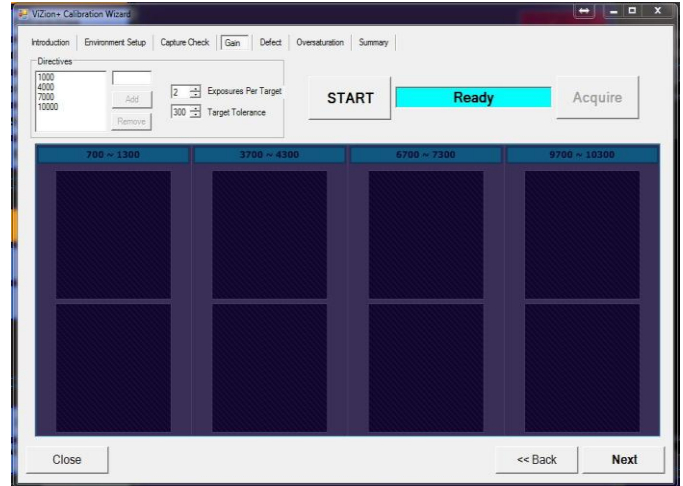 ViZion+ Calibration Wizard
Introduction Environment Setup Capture Check Gain Defect Oversaturation Summary
Directives
1000
4000
7000
10000
Add
Remove
2 Exposures Per Target
300 Target Tolerance
START
Ready
Acquire
700 ~ 1300 3700 ~ 4300 6700 ~ 7300 9700 ~ 10300
Close
<< Back
Next